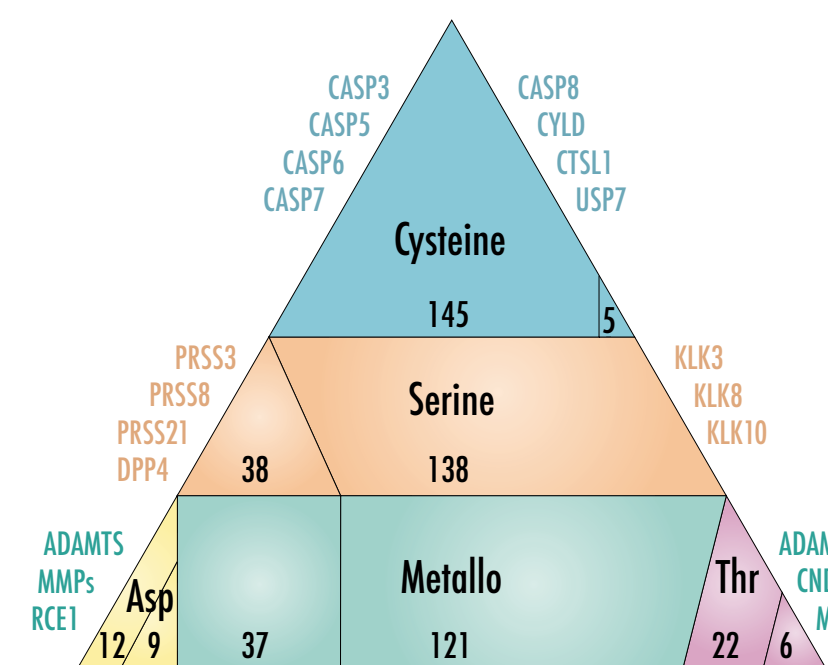 CASP3
CASP5
CASP6
CASP7
CASP8
CYLD
CTSL1
USP7
Cysteine
145
5
PRSS3
PRSS8
PRSS21
DPP4
Serine
38
138
KLK3
KLK8
KLK10
ADAMTS
MMPs
RCE1
Asp
12
9
Metallo
37
121
Thr
22
6